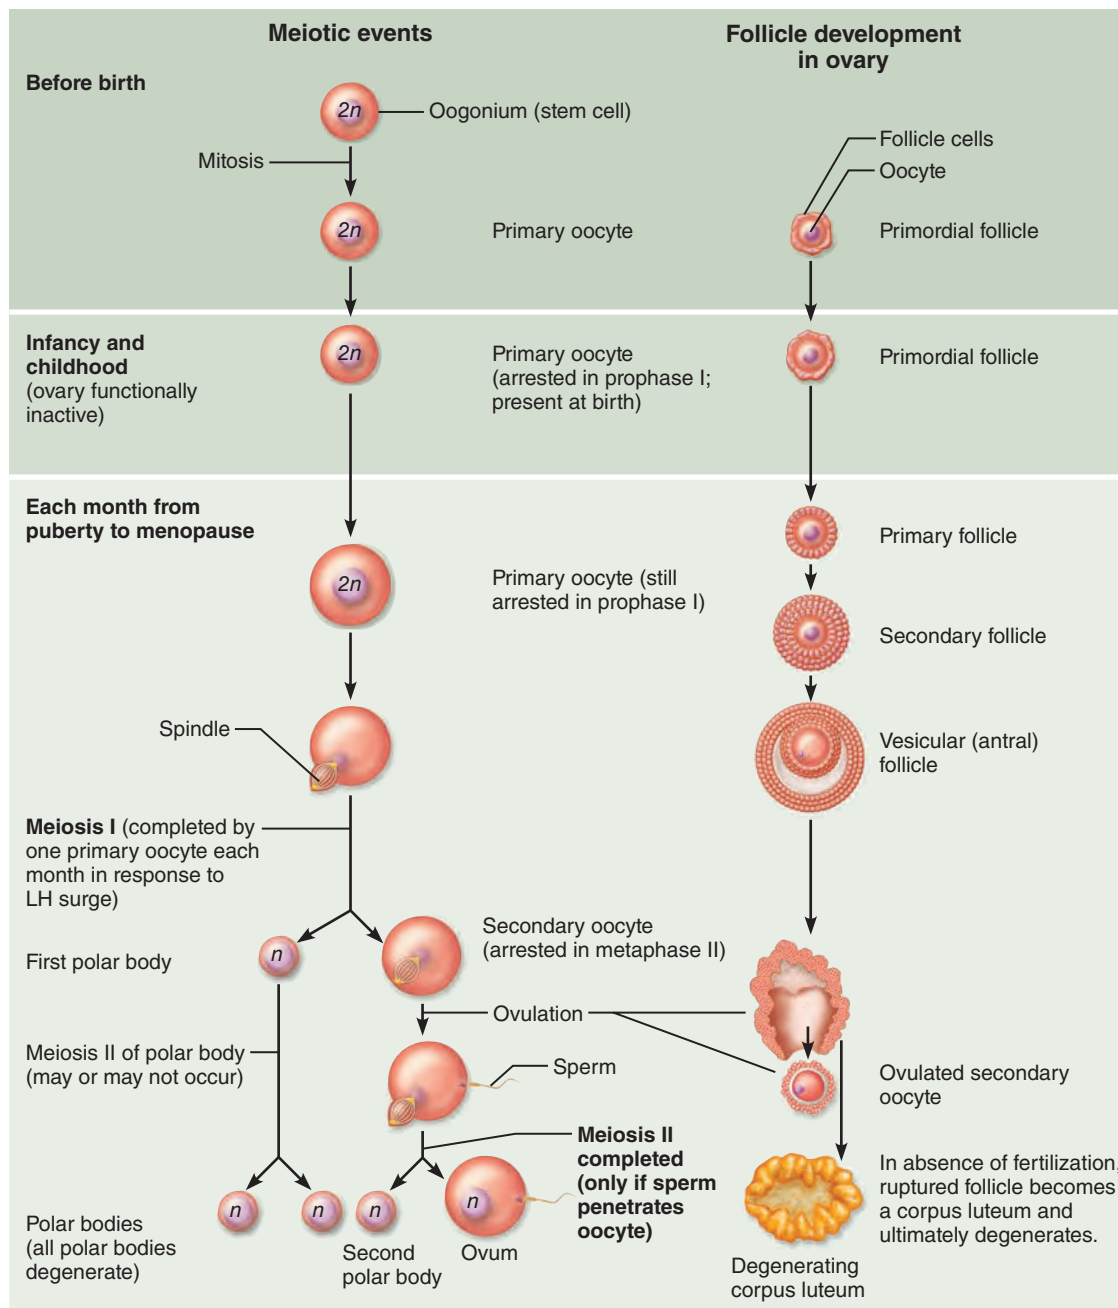 Meiotic events
Follicle development
in ovary
Before birth
2n
Oogonium (stem cell)
Mitosis
Follicle cells
Oocyte
2n
Primary oocyte
Primordial follicle
Infancy and
childhood
(ovary functionally
inactive)
2n
Primary oocyte
(arrested in prophase I;
present at birth)
Primordial follicle
Each month from
puberty to menopause
2n
Primary oocyte (still
arrested in prophase I)
Primary follicle
Secondary follicle
Spindle
Vesicular (antral)
follicle
Meiosis I (completed by
one primary oocyte each
month in response to
LH surge)
First polar body
n
Secondary oocyte
(arrested in metaphase II)
Ovulation
Meiosis II of polar body
(may or may not occur)
Sperm
Ovulated secondary
oocyte
Meiosis II
completed
(only if sperm
penetrates
oocyte)
Polar bodies
(all polar bodies
degenerate)
n
n
n
n
Second
polar body
Ovum
In absence of fertilization,
ruptured follicle becomes
a corpus luteum and
ultimately degenerates.
Degenerating
corpus luteum